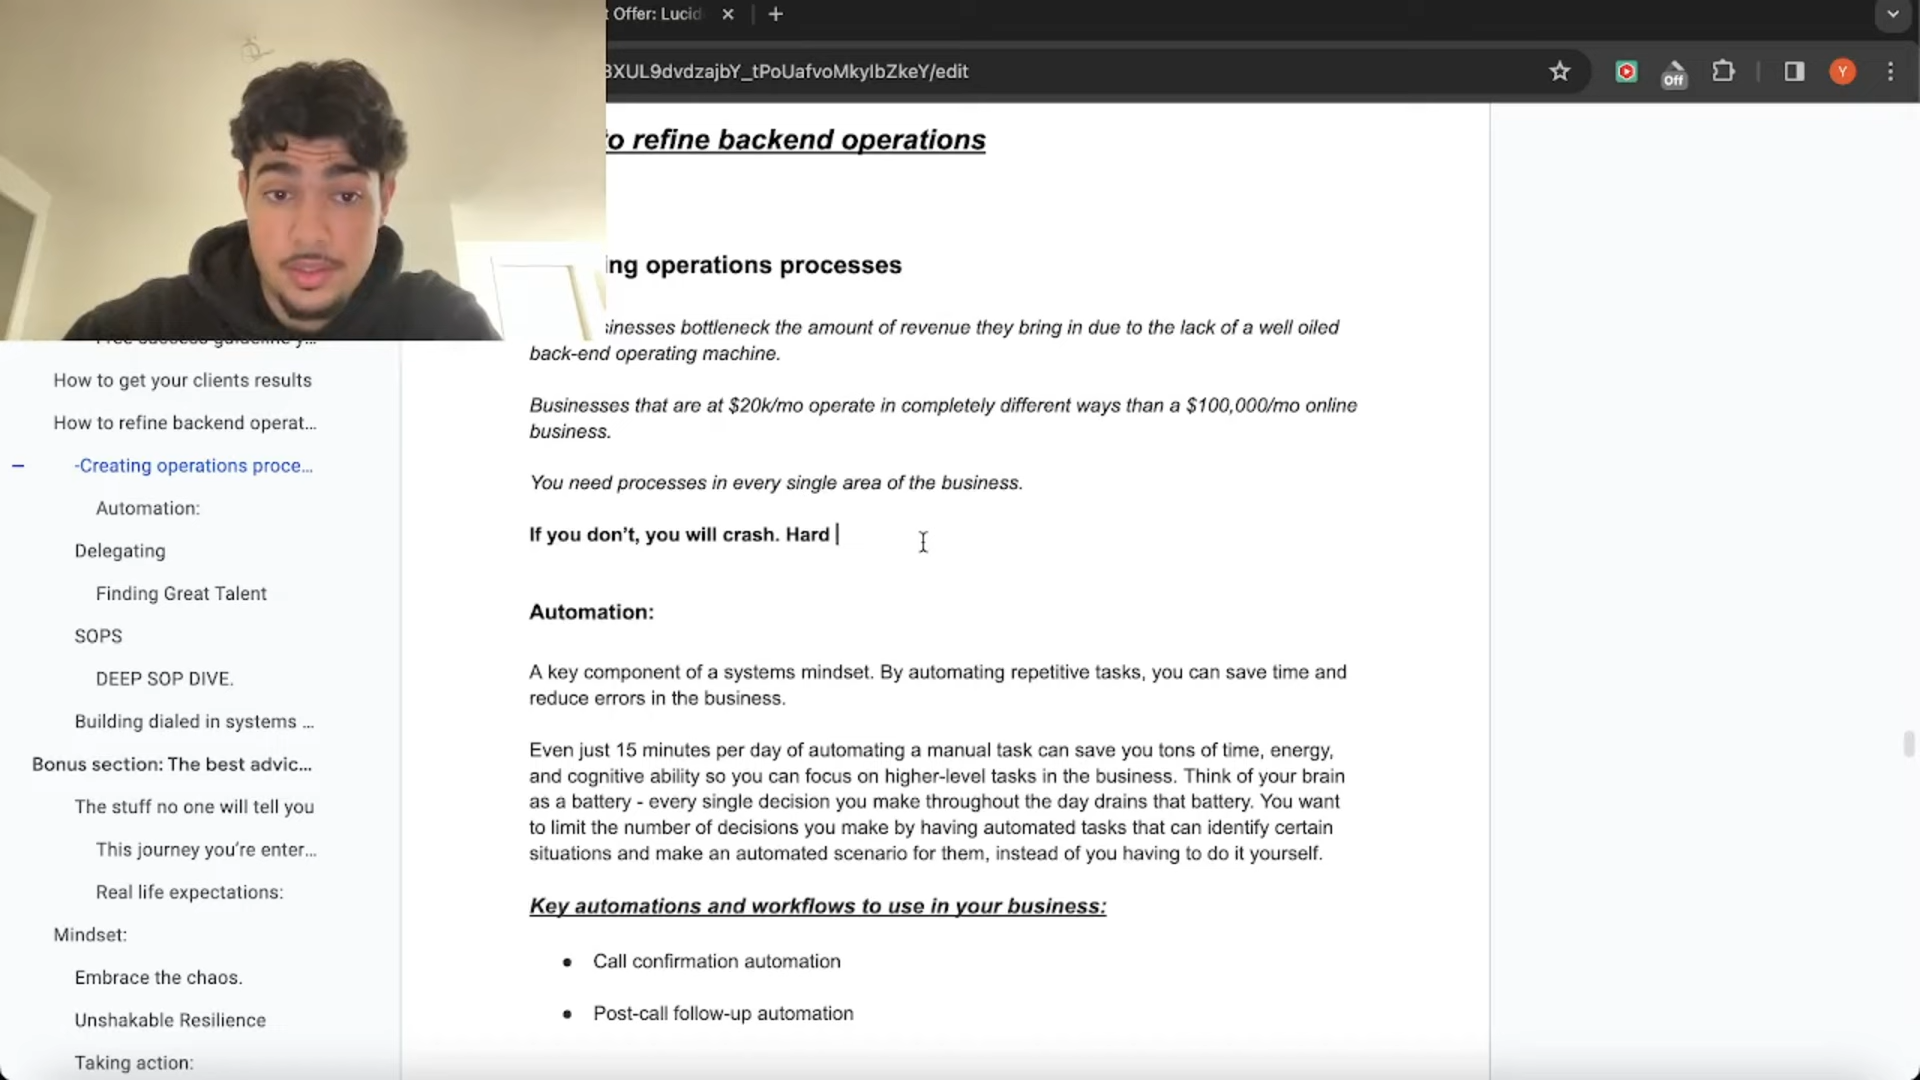 t Offer: Lucid
XUL9dvdzajbY_tPoUafvoMkyIbZkeY/edit
Off
Y
to refine backend operations
ng operations processes
sinesses bottleneck the amount of revenue they bring in due to the lack of a well oiled
back-end operating machine.
Businesses that are at $20k/mo operate in completely different ways than a $100,000/mo online
business.
You need processes in every single area of the business.
If you don't, you will crash. Hard
Automation:
A key component of a systems mindset. By automating repetitive tasks, you can save time and
reduce errors in the business.
Even just 15 minutes per day of automating a manual task can save you tons of time, energy,
and cognitive ability so you can focus on higher-level tasks in the business. Think of your brain
as a battery - every single decision you make throughout the day drains that battery. You want
to limit the number of decisions you make by having automated tasks that can identify certain
situations and make an automated scenario for them, instead of you having to do it yourself.
Key automations and workflows to use in your business:
• Call confirmation automation
• Post-call follow-up automation
How to get your clients results
How to refine backend operat...
-Creating operations proce...
Automation:
Delegating
Finding Great Talent
SOPS
DEEP SOP DIVE.
Building dialed in systems ...
Bonus section: The best advic...
The stuff no one will tell you
This journey you're enter...
Real life expectations:
Mindset:
Embrace the chaos.
Unshakable Resilience
Taking action: